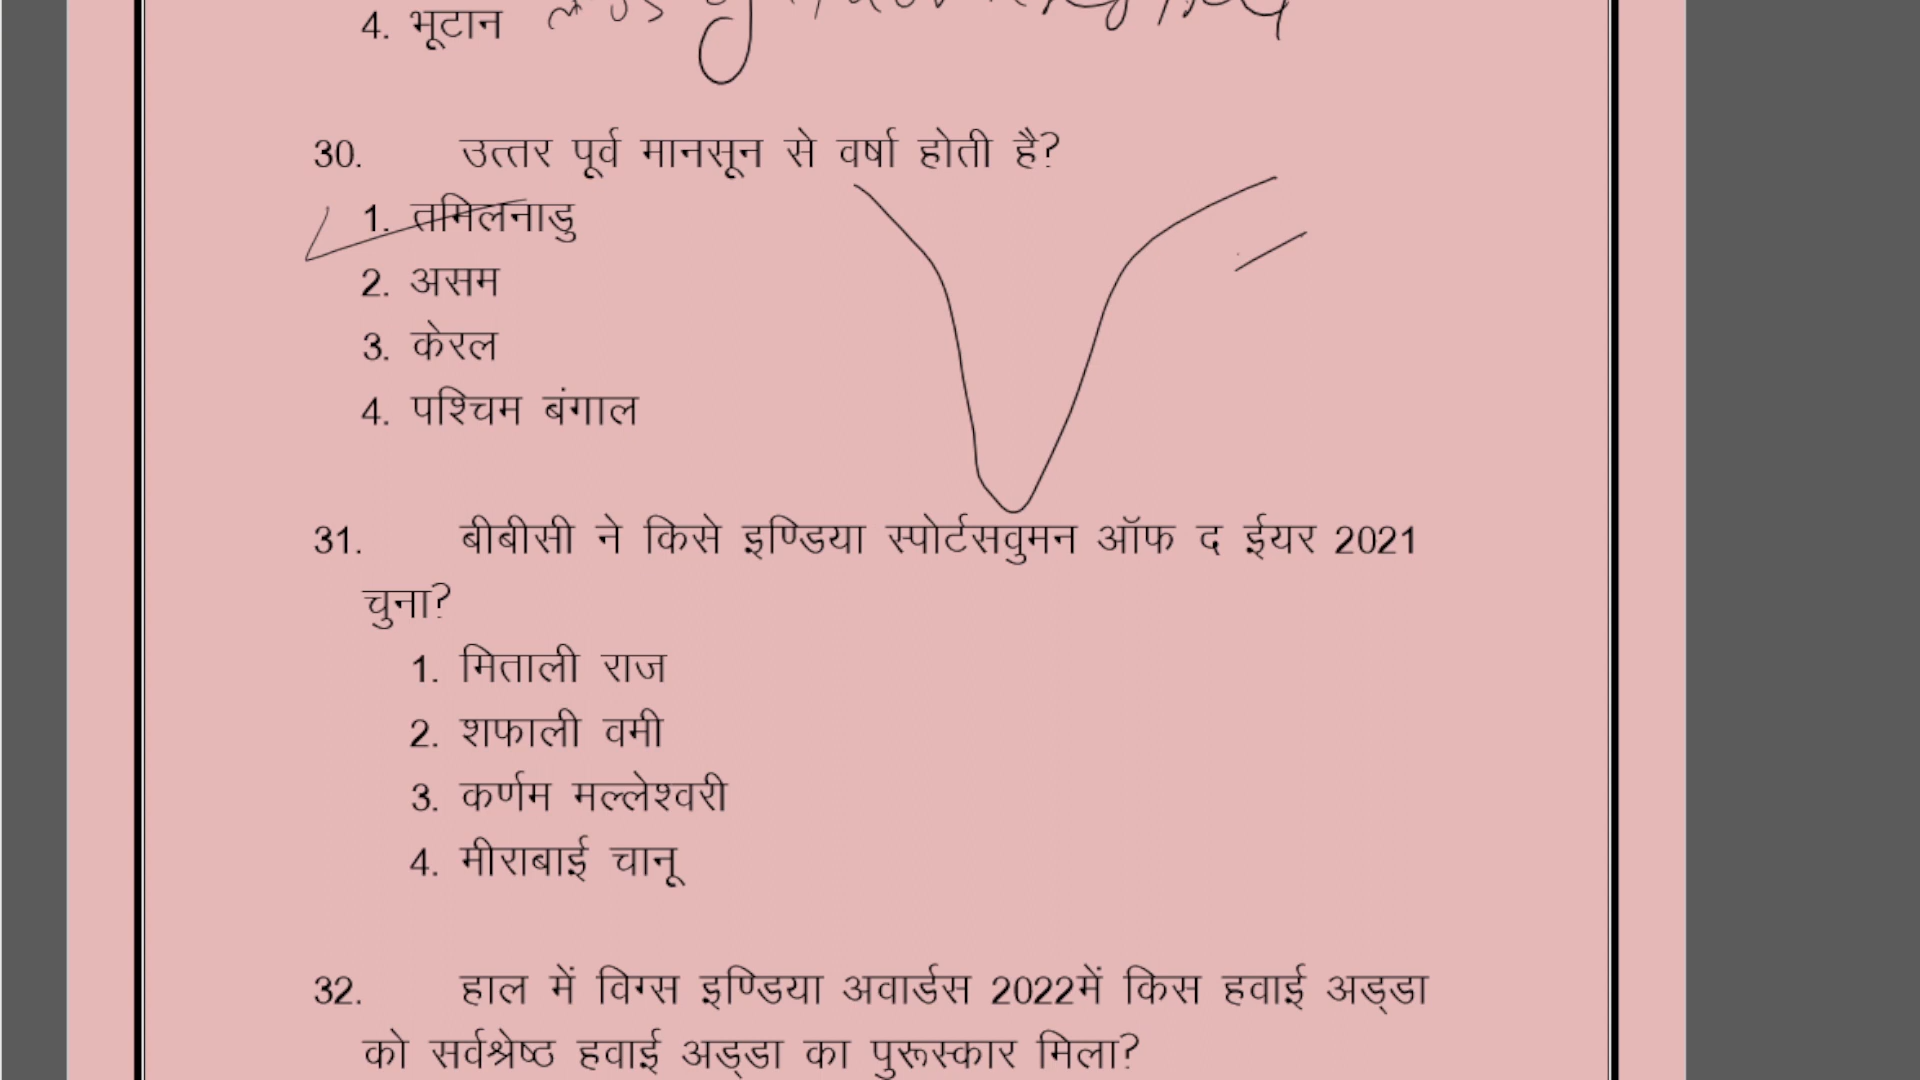 4. भूटान
30. उत्तर पूर्व मानसून से वर्षा होती है?
1. तमिलनाडु
2. असम
3. केरल
4. पश्चिम बंगाल
31. बीबीसी ने किसे इण्डिया स्पोर्टसवुमन ऑफ द ईयर 2021
चुना?
1. मिताली राज
2. शफाली वमी
3. कर्णम मल्लेश्वरी
4. मीराबाई चानू
32. हाल में विग्स इण्डिया अवार्डस 2022में किस हवाई अड्डा
को सर्वश्रेष्ठ हवाई अड्डा का पुरूस्कार मिला?